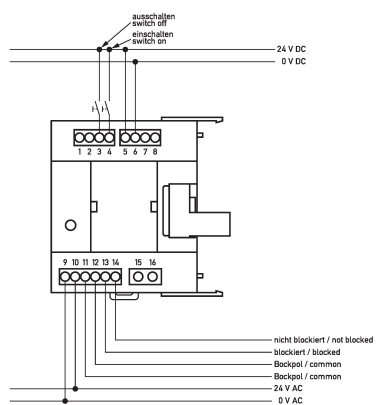 ausschalten
switch off
einschalten
switch on
24 V DC
0 V DC
1 2 3 4 5 6 7 8
9 10 11 12 13 14 15 16
nicht blockiert / not blocked
blockiert / blocked
Bockpol / common
Bockpol / common
24 V AC
0 V AC